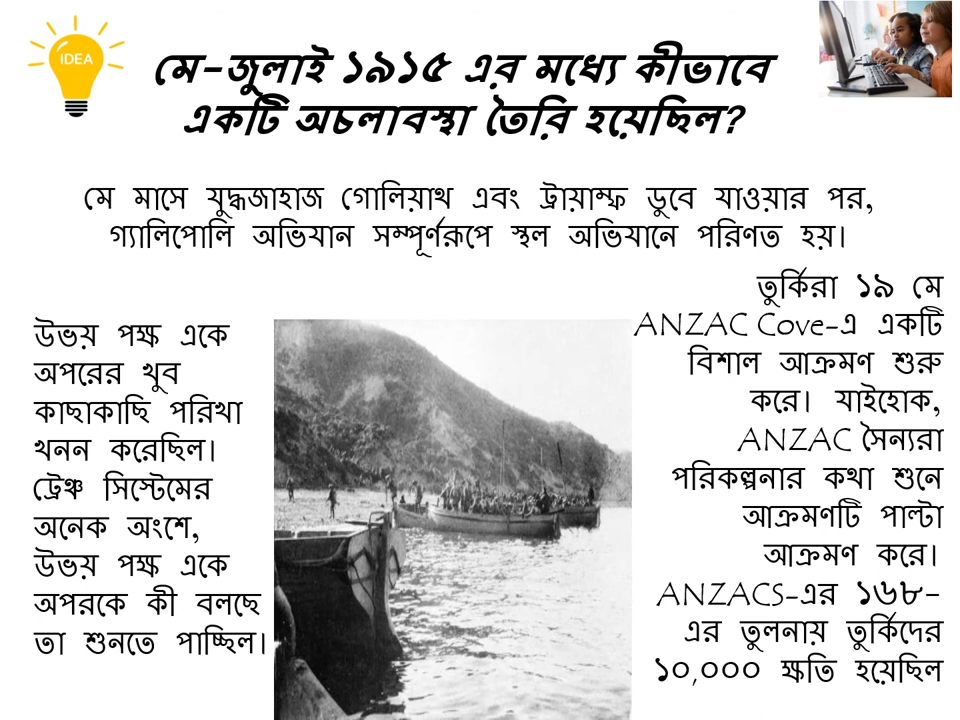 IDEA
মে-জুলাই ১৯১৫ এর মধ্যে কীভাবে
একটি অচলাবস্থা তৈরি হয়েছিল?
মে মাসে যুদ্ধজাহাজ গোলিয়াথ এবং ট্রায়াম্ফ ডুবে যাওয়ার পর,
গ্যালিপোলি অভিযান সম্পূর্ণরূপে স্থল অভিযানে পরিণত হয়।
উভয় পক্ষ একে
অপরের খুব
কাছাকাছি পরিখা
খনন করেছিল।
ট্রেঞ্চ সিস্টেমের
অনেক অংশে,
উভয় পক্ষ একে
অপরকে কী বলছে
তা শুনতে পাচ্ছিল।
তুর্কিরা ১৯ মে
ANZAC Cove-এ একটি
বিশাল আক্রমণ শুরু
করে। যাইহোক,
ANZAC সৈন্যরা
পরিকল্পনার কথা শুনে
আক্রমণটি পাল্টা
আক্রমণ করে।
ANZACS-এর ১৬৮-
এর তুলনায় তুর্কিদের
১০,০০০ ক্ষতি হয়েছিল